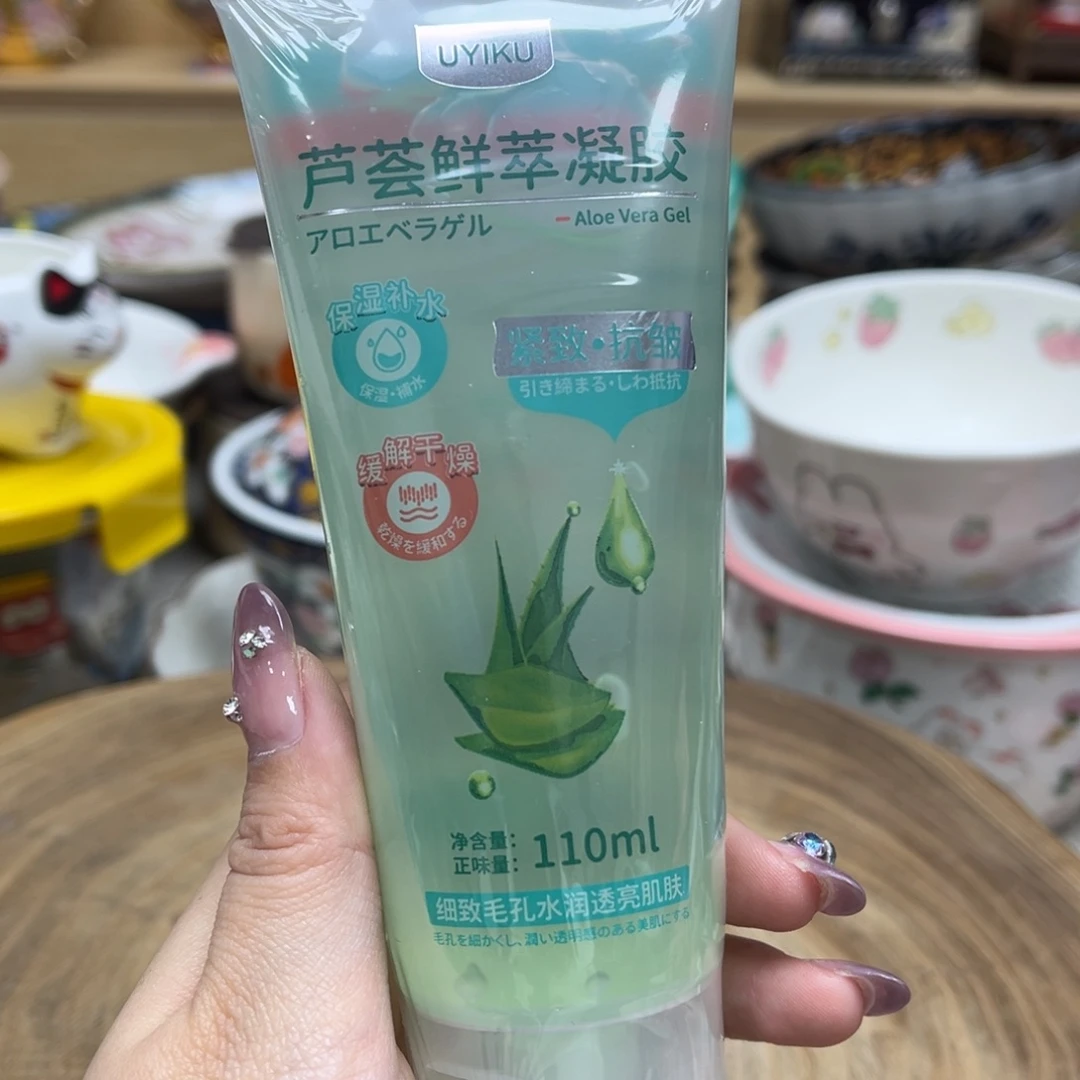 UYIKU
芦荟鲜萃凝胶
アロエベラゲル
Aloe Vera Gel
保湿补水
保湿・補水
紧致・抗皱
引き締まる・しわ抵抗
缓解干燥
乾燥を緩和する
净含量：
正味量：
110ml
细致毛孔水润透亮肌肤
毛孔を細かくし、潤い透明感のある美肌にする